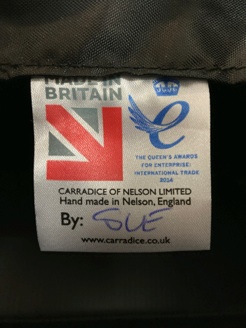 MADE IN
BRITAIN
THE QUEEN'S AWARDS
FOR ENTERPRISE:
INTERNATIONAL TRADE
2014
CARRADICE OF NELSON LIMITED
Hand made in Nelson, England
By: SUE
www.carradice.co.uk